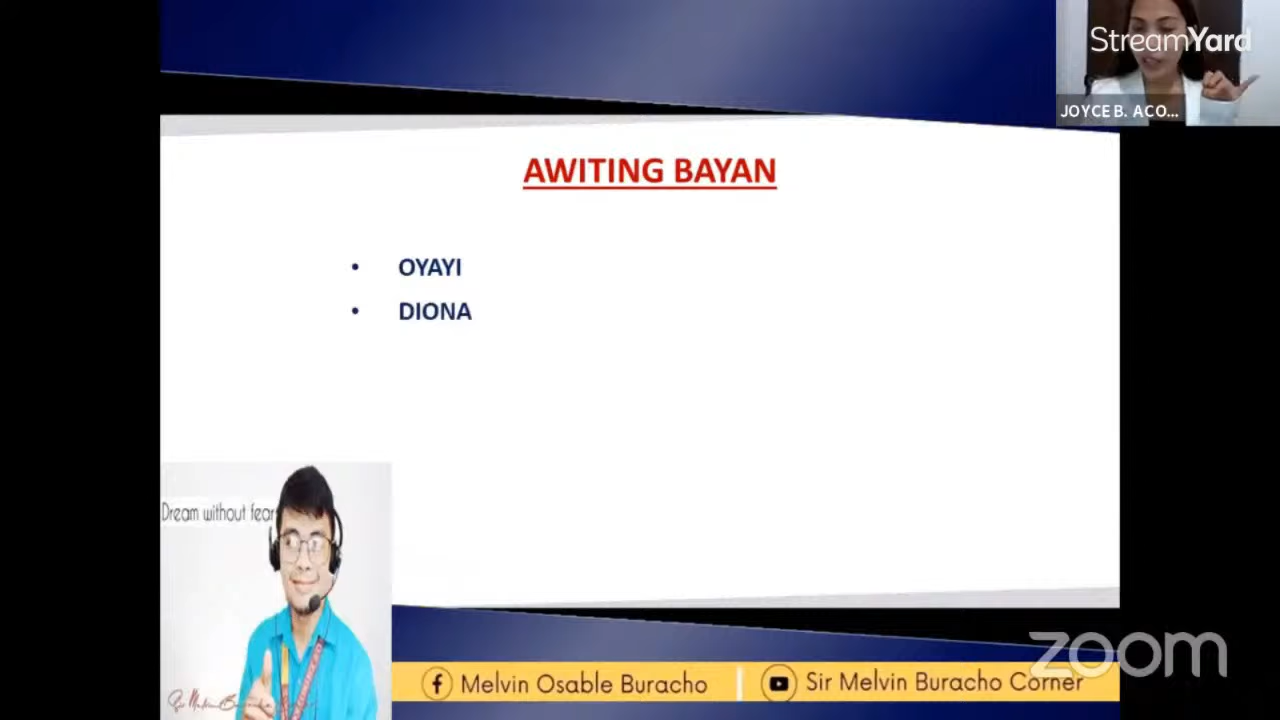 StreamYard
JOYCE B. ACO...
AWITING BAYAN
• OYAYI
• DIONA
Dream without fear
Melvin Osable Buracho
Sir Melvin Buracho Corner
zoom